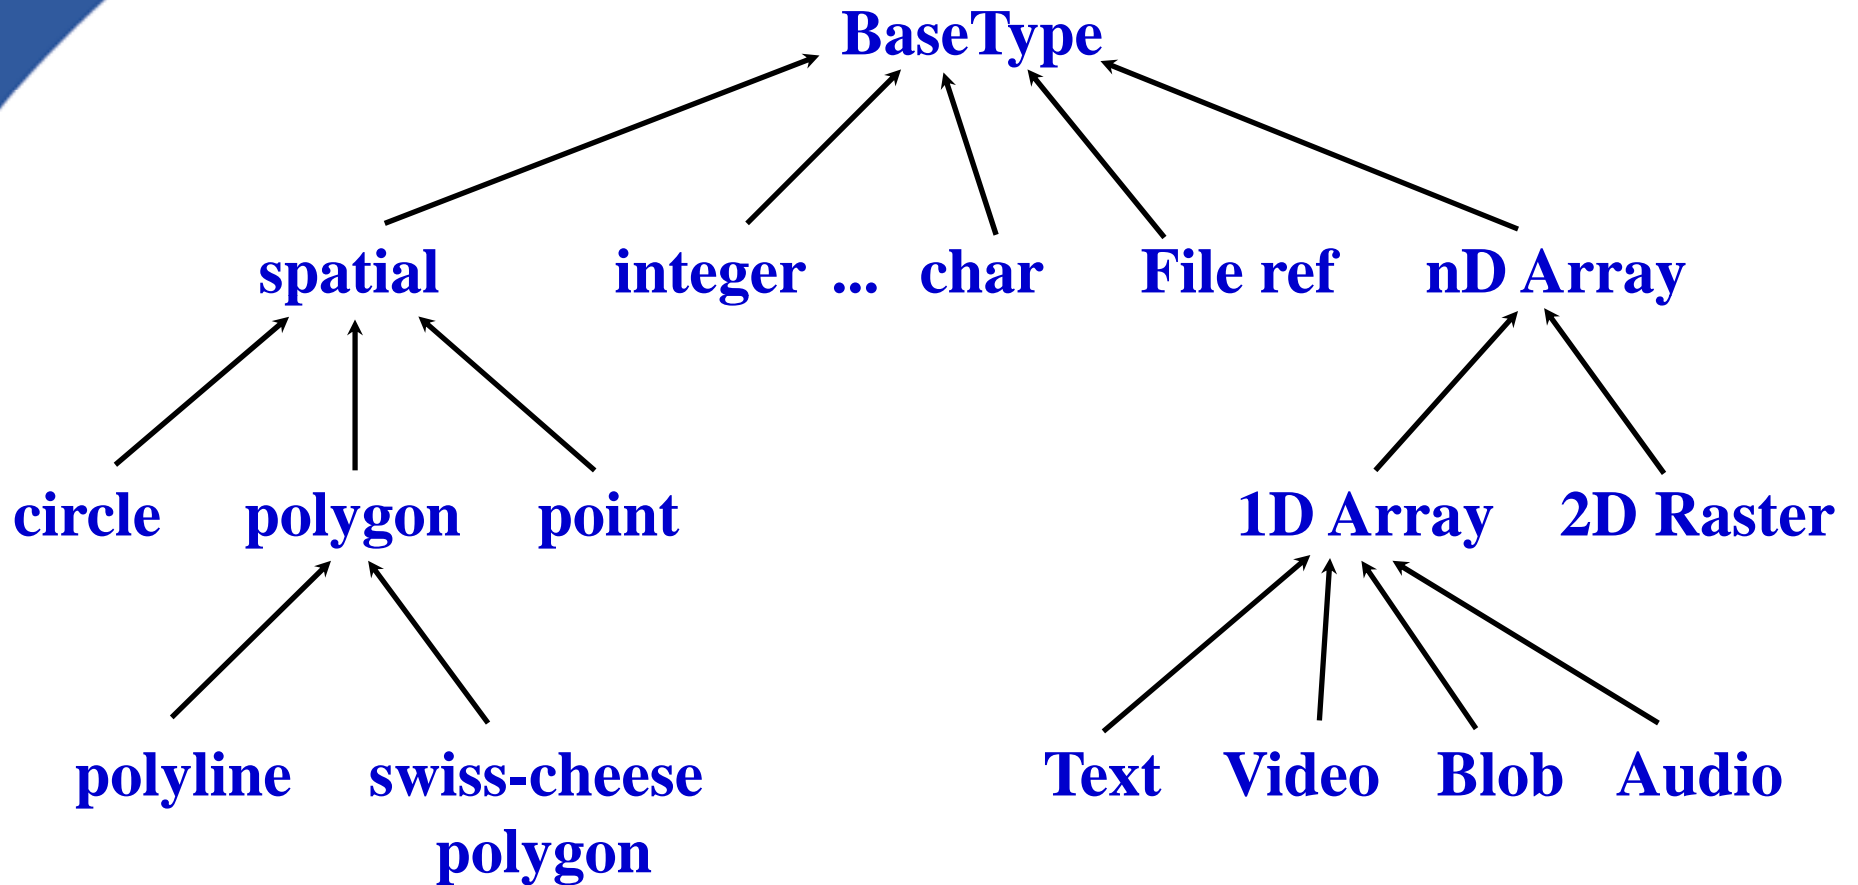 BaseType
spatial integer ... char File ref nD Array
circle polygon point 1D Array 2D Raster
polyline swiss-cheese polygon Text Video Blob Audio